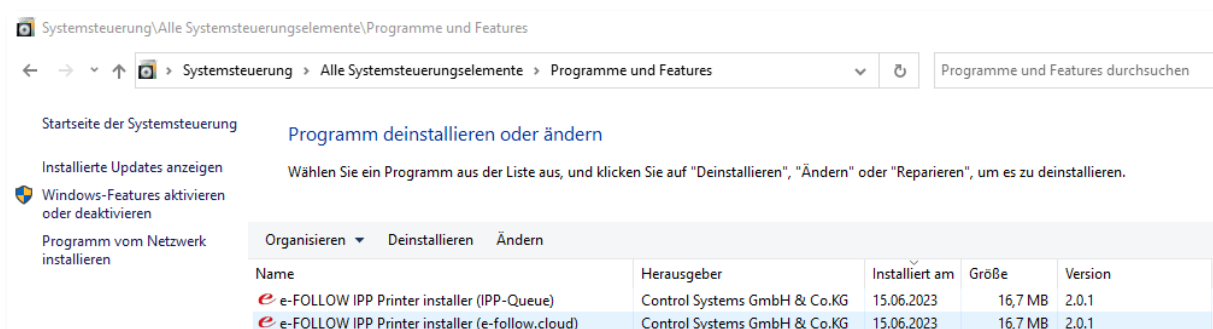 Systemsteuerung\Alle Systemsteuerungselemente\Programme und Features
Systemsteuerung > Alle Systemsteuerungselemente > Programme und Features
Programme und Features durchsuchen
Startseite der Systemsteuerung
Installierte Updates anzeigen
Windows-Features aktivieren
oder deaktivieren
Programm vom Netzwerk
installieren
Programm deinstallieren oder ändern
Wählen Sie ein Programm aus der Liste aus, und klicken Sie auf "Deinstallieren", "Ändern" oder "Reparieren", um es zu deinstallieren.
Organisieren Deinstallieren Ändern
Name Herausgeber Installiert am Größe Version
e-FOLLOW IPP Printer installer (IPP-Queue) Control Systems GmbH & Co.KG 15.06.2023 16,7 MB 2.0.1
e-FOLLOW IPP Printer installer (e-follow.cloud) Control Systems GmbH & Co.KG 15.06.2023 16,7 MB 2.0.1